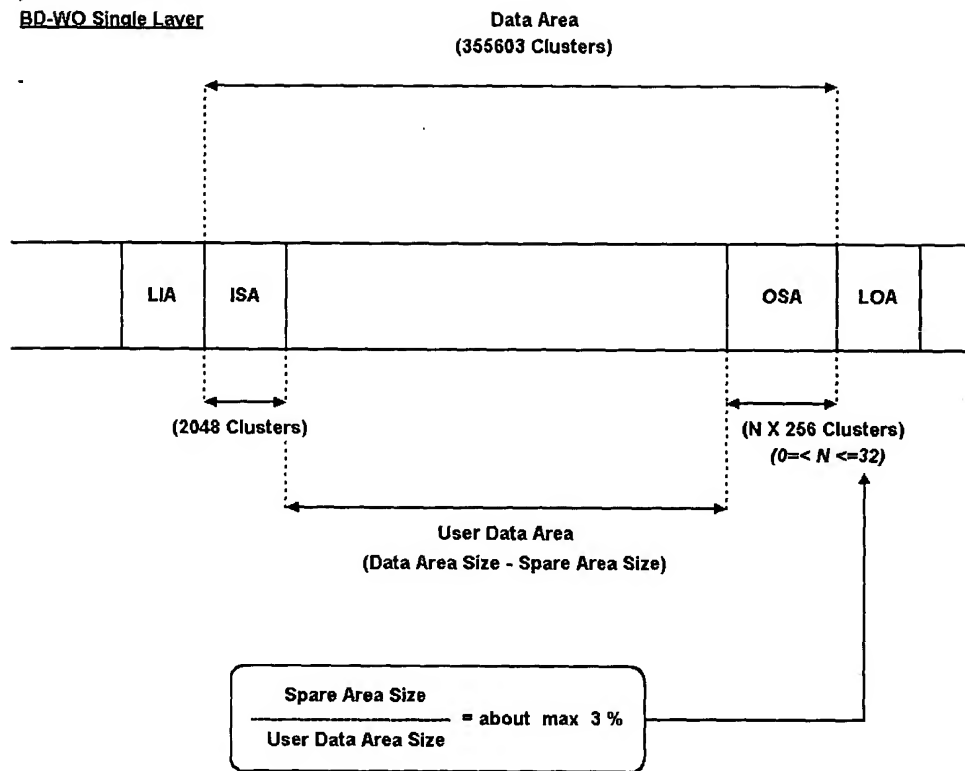 BD-WO Single Layer
Data Area
(355603 Clusters)
LIA
ISA
OSA
LOA
(2048 Clusters)
(N X 256 Clusters)
(0=< N <=32)
User Data Area
(Data Area Size - Spare Area Size)
Spare Area Size
= about max 3 %
User Data Area Size